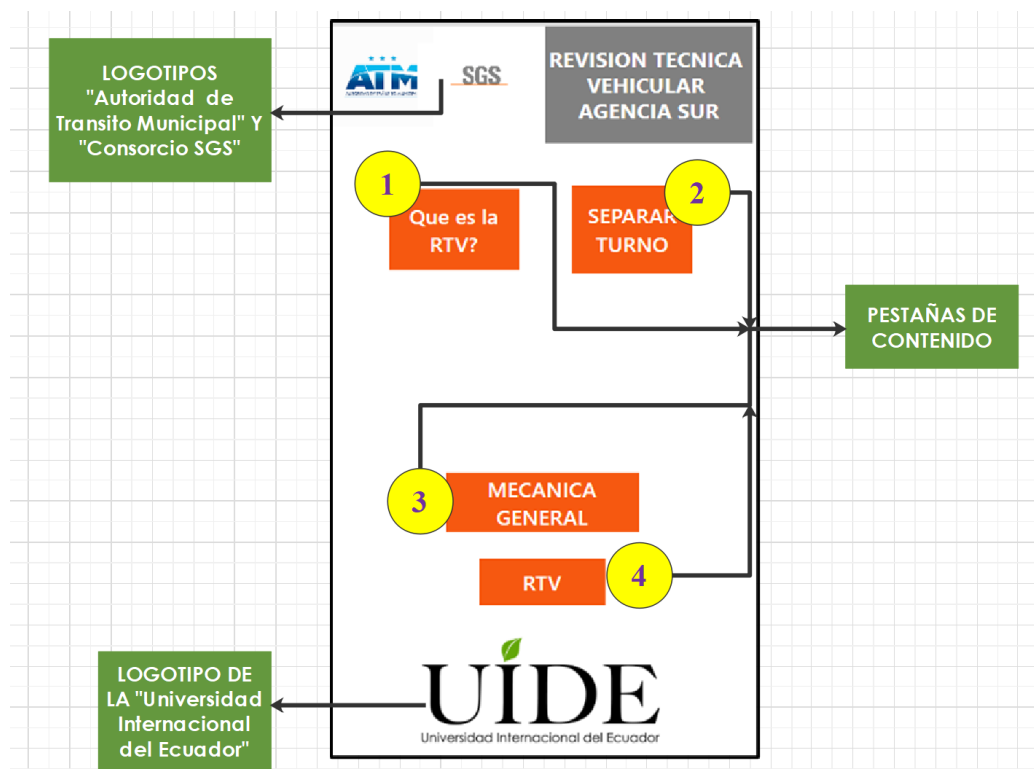 LOGOTIPOS
"Autoridad de
Transito Municipal" Y
"Consorcio SGS"
ATM
SGS
REVISION TECNICA
VEHICULAR
AGENCIA SUR
1
Que es la
RTV?
2
SEPARAR
TURNO
PESTAÑAS DE
CONTENIDO
3
MECANICA
GENERAL
4
RTV
LOGOTIPO DE
LA "Universidad
Internacional
del Ecuador"
UIDE
Universidad Internacional del Ecuador